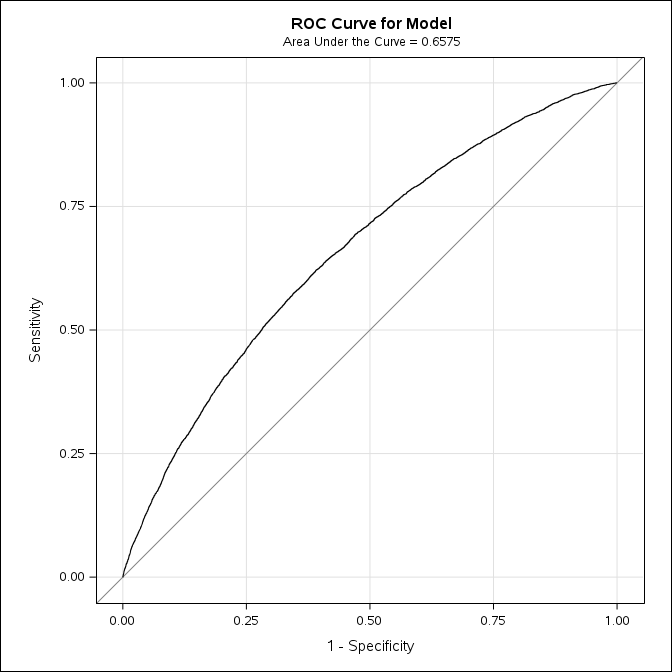 ROC Curve for Model
Area Under the Curve = 0.6575
1.00
0.75
0.50
0.25
0.00
Sensitivity
0.00 0.25 0.50 0.75 1.00
1 - Specificity